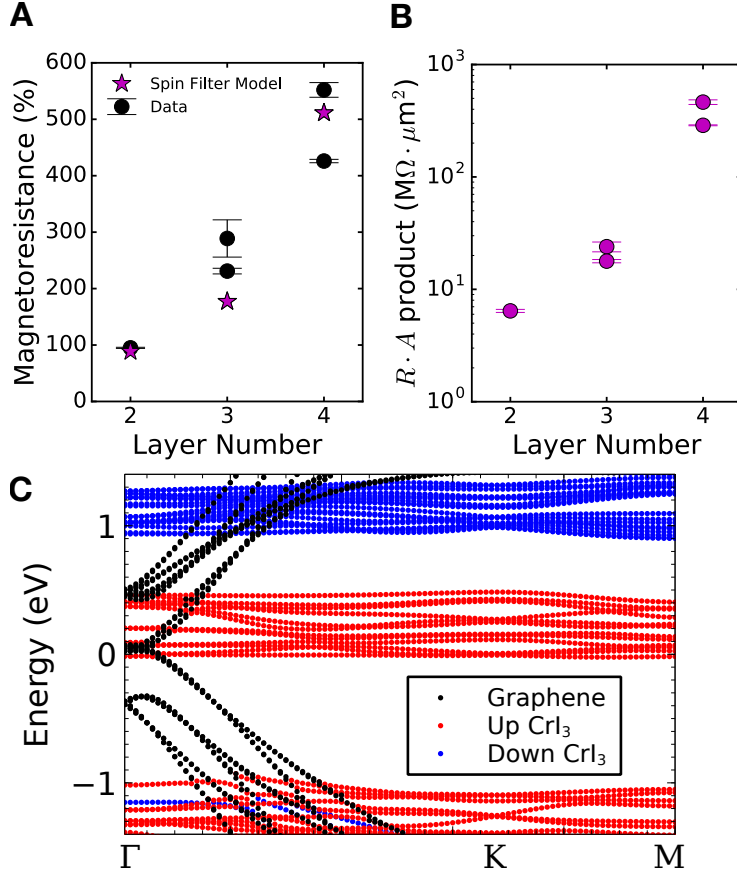 A
Magnetoresistance (%)
600
500
400
300
200
100
0
Spin Filter Model
Data
2 3 4
Layer Number
B
R · A product (MΩ · μm²)
10³
10²
10¹
10⁰
2 3 4
Layer Number
C
Energy (eV)
1
0
−1
Graphene
Up CrI₃
Down CrI₃
Γ K M